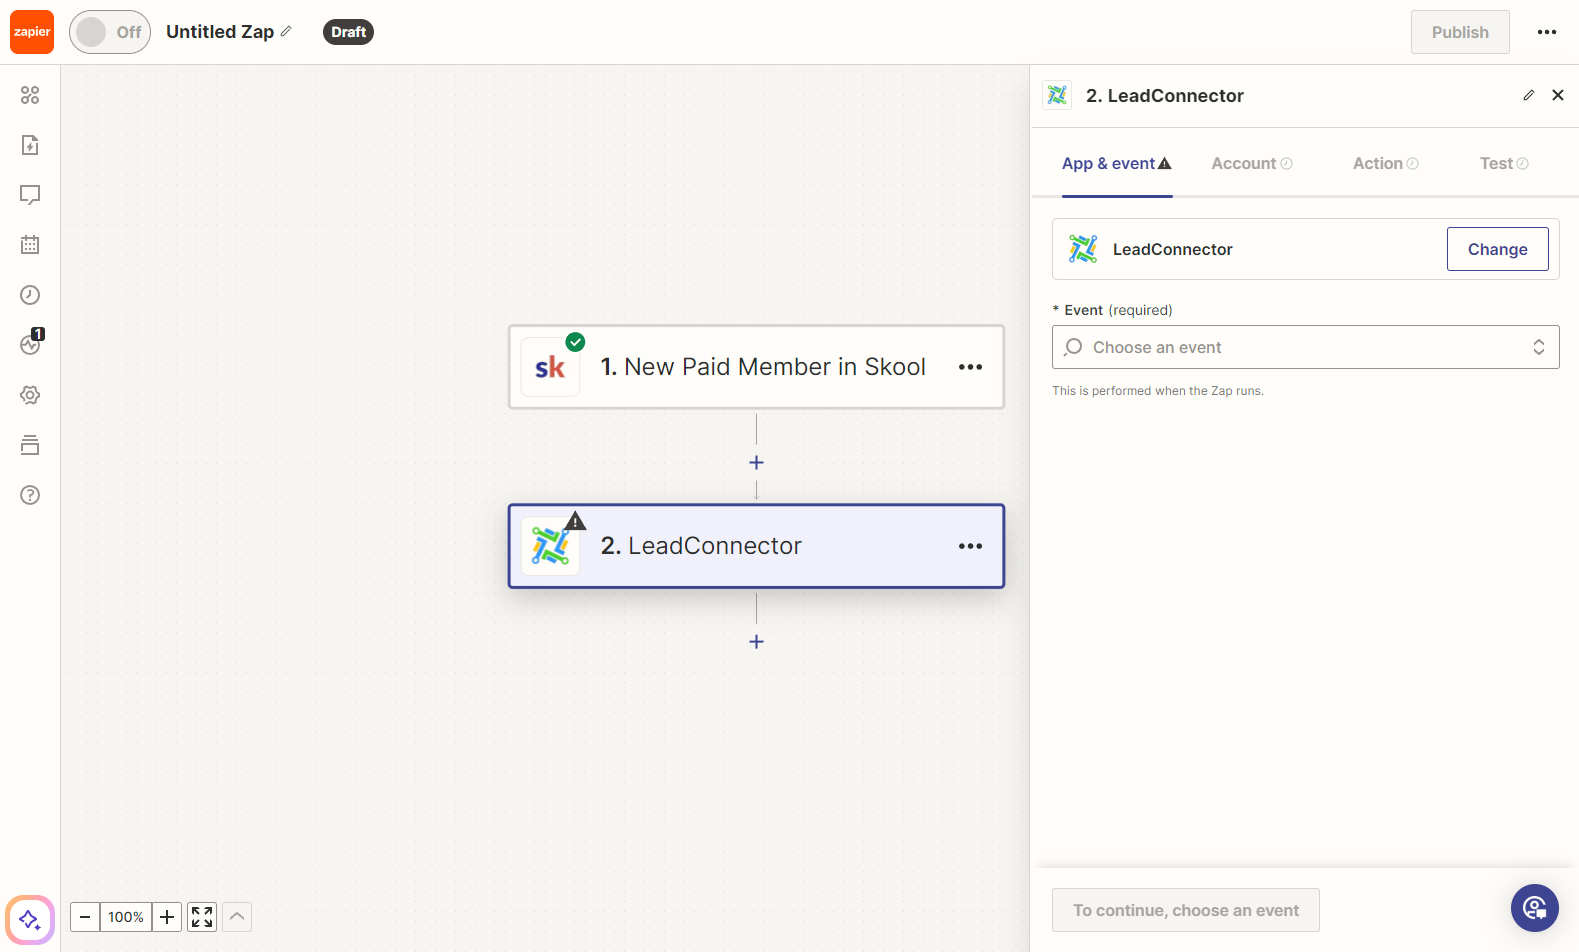 zapier
Off
Untitled Zap
Draft
Publish
2. LeadConnector
App & event
Account
Action
Test
LeadConnector
Change
* Event (required)
Choose an event
This is performed when the Zap runs.
1
sk
1. New Paid Member in Skool
2. LeadConnector
100%
To continue, choose an event